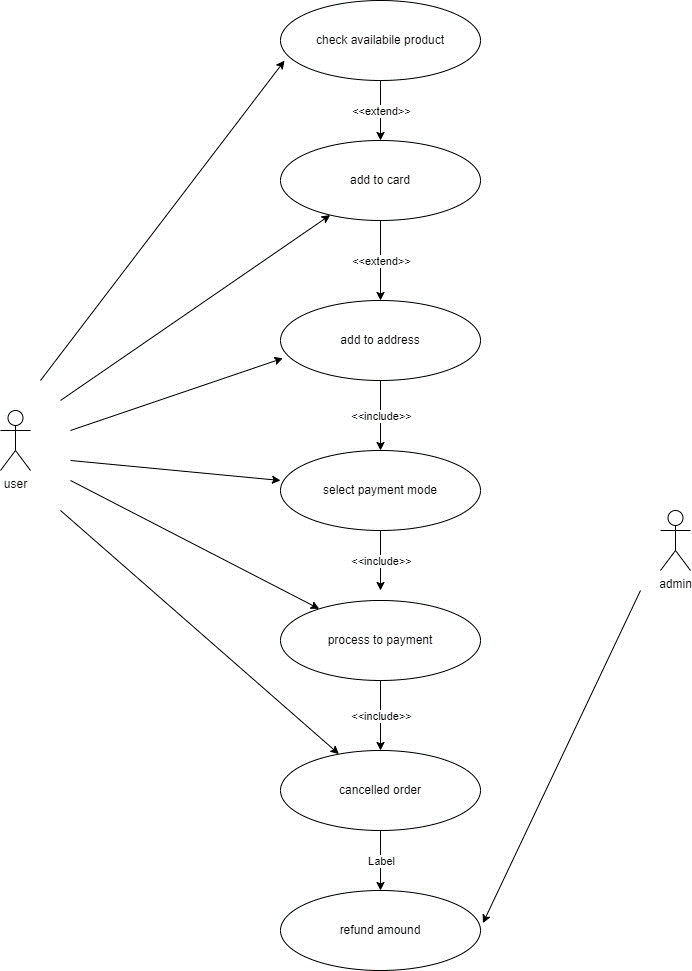 check availabile product
<<extend>>
add to card
<<extend>>
add to address
<<include>>
user
select payment mode
<<include>>
admin
process to payment
<<include>>
cancelled order
Label
refund amound